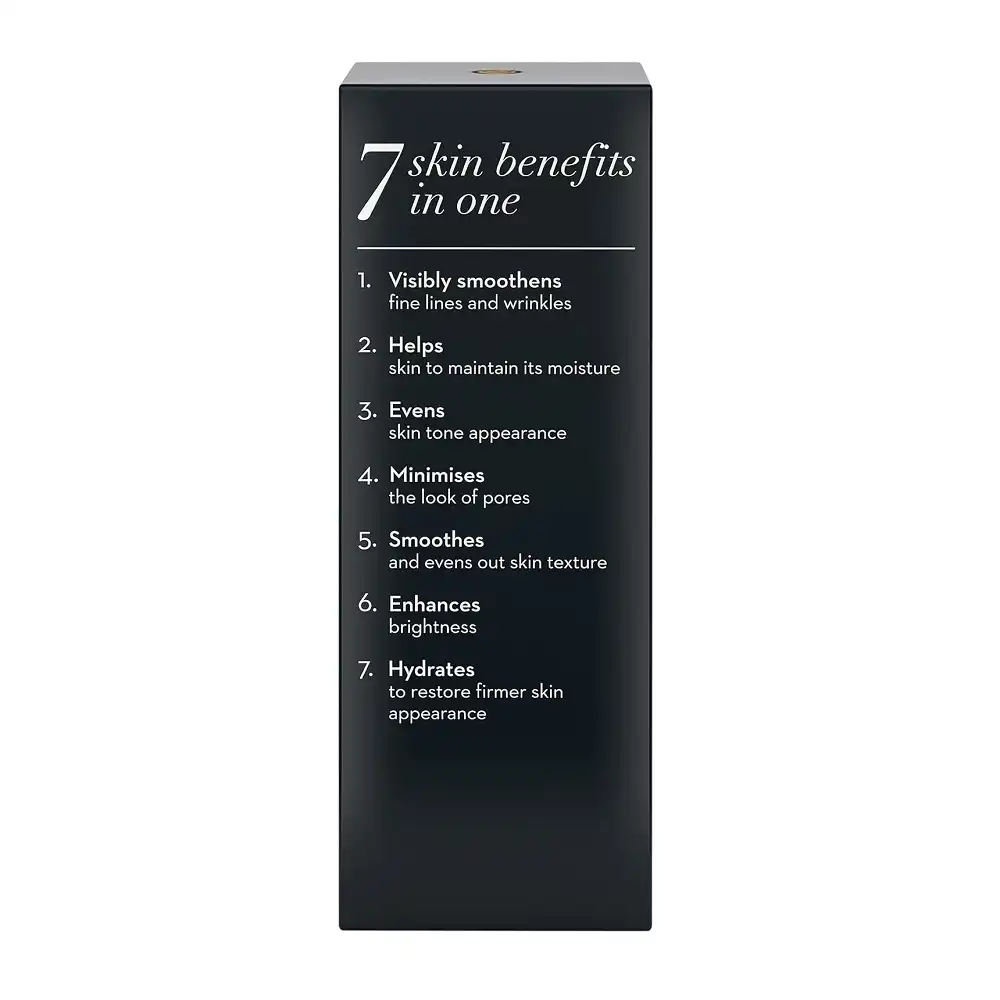 7 skin benefits
in one
1. Visibly smoothens
fine lines and wrinkles
2. Helps
skin to maintain its moisture
3. Evens
skin tone appearance
4. Minimises
the look of pores
5. Smoothes
and evens out skin texture
6. Enhances
brightness
7. Hydrates
to restore firmer skin
appearance